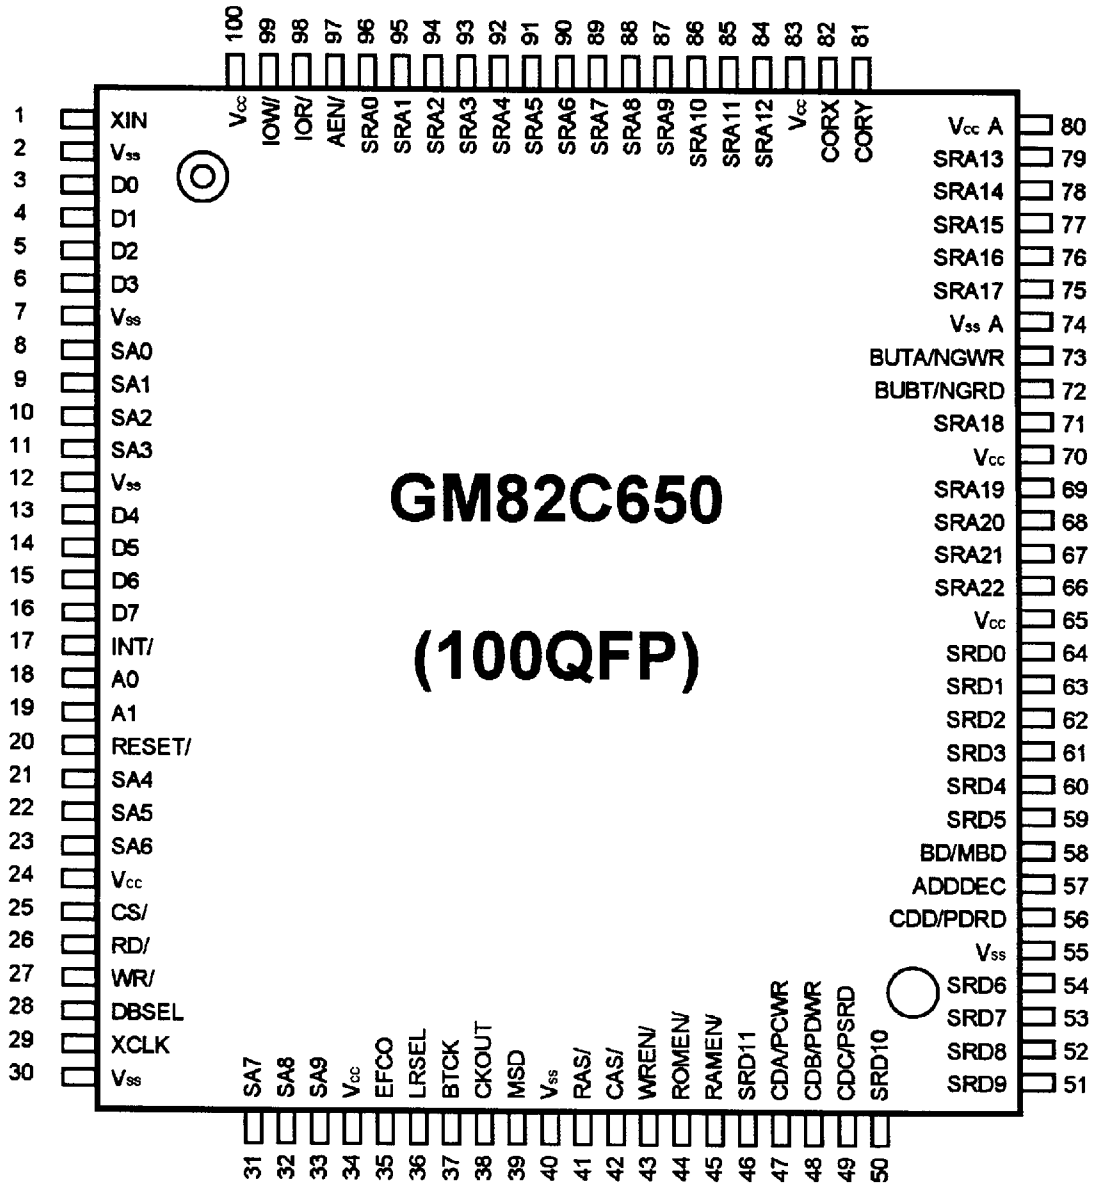 100 99 98 97 96 95 94 93 92 91 90 89 88 87 86 85 84 83 82 81
Vcc IOW/ IOR/ AEN/ SRA0 SRA1 SRA2 SRA3 SRA4 SRA5 SRA6 SRA7 SRA8 SRA9 SRA10 SRA11 SRA12 Vcc CORX CORY
1 XIN
2 Vss
3 D0
4 D1
5 D2
6 D3
7 Vss
8 SA0
9 SA1
10 SA2
11 SA3
12 Vss
13 D4
14 D5
15 D6
16 D7
17 INT/
18 A0
19 A1
20 RESET/
21 SA4
22 SA5
23 SA6
24 Vcc
25 CS/
26 RD/
27 WR/
28 DBSEL
29 XCLK
30 Vss
GM82C650
(100QFP)
Vcc A 80
SRA13 79
SRA14 78
SRA15 77
SRA16 76
SRA17 75
Vss A 74
BUTA/NGWR 73
BUBT/NGRD 72
SRA18 71
Vcc 70
SRA19 69
SRA20 68
SRA21 67
SRA22 66
Vcc 65
SRD0 64
SRD1 63
SRD2 62
SRD3 61
SRD4 60
SRD5 59
BD/MBD 58
ADDDEC 57
CDD/PDRD 56
Vss 55
SRD6 54
SRD7 53
SRD8 52
SRD9 51
SA7 SA8 SA9 Vcc EFCO LRSEL BTCK CKOUT MSD Vss RAS/ CAS/ WREN/ ROMEN/ RAMEN/ SRD11 CDA/PCWR CDB/PDWR CDC/PSRD SRD10
31 32 33 34 35 36 37 38 39 40 41 42 43 44 45 46 47 48 49 50